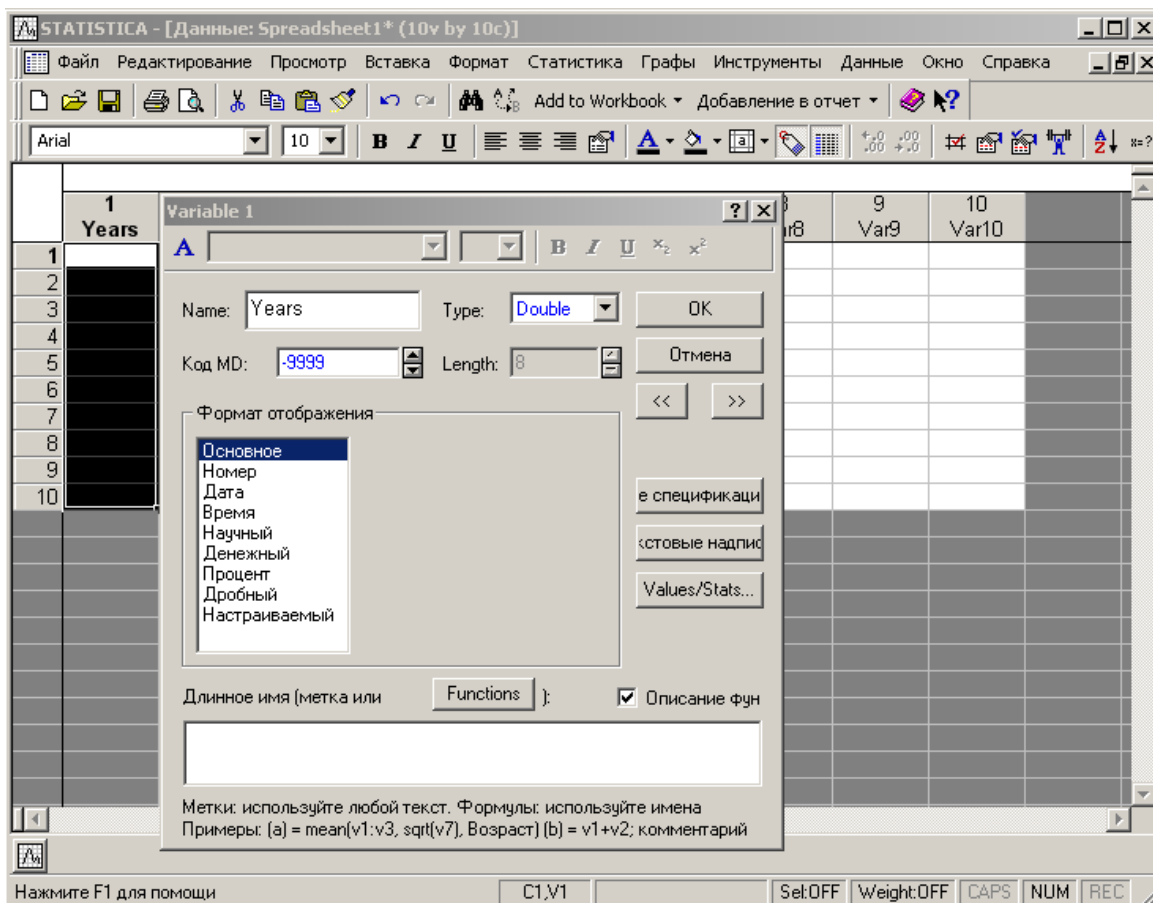 STATISTICA - [Данные: Spreadsheet1* (10v by 10c)]
Файл Редактирование Просмотр Вставка Формат Статистика Графы Инструменты Данные Окно Справка
Add to Workbook Добавление в отчет
Arial 10 B I U
1 9 10
Years Var9 Var10
Variable 1
A B I U x₂ x²
Name: Years Type: Double OK
Код MD: -9999 Length: 8 Отмена
<< >>
Формат отображения
Основное
Номер
Дата
Время
Научный
Денежный
Процент
Дробный
Настраиваемый
е спецификаци
кстовые надпис
Values/Stats...
Длинное имя (метка или Functions ): Описание фун
Метки: используйте любой текст. Формулы: используйте имена
Примеры: (a) = mean(v1:v3, sqrt(v7), Возраст) (b) = v1+v2; комментарий
1
2
3
4
5
6
7
8
9
10
Нажмите F1 для помощи C1,V1 Sel:OFF Weight:OFF CAPS NUM REC